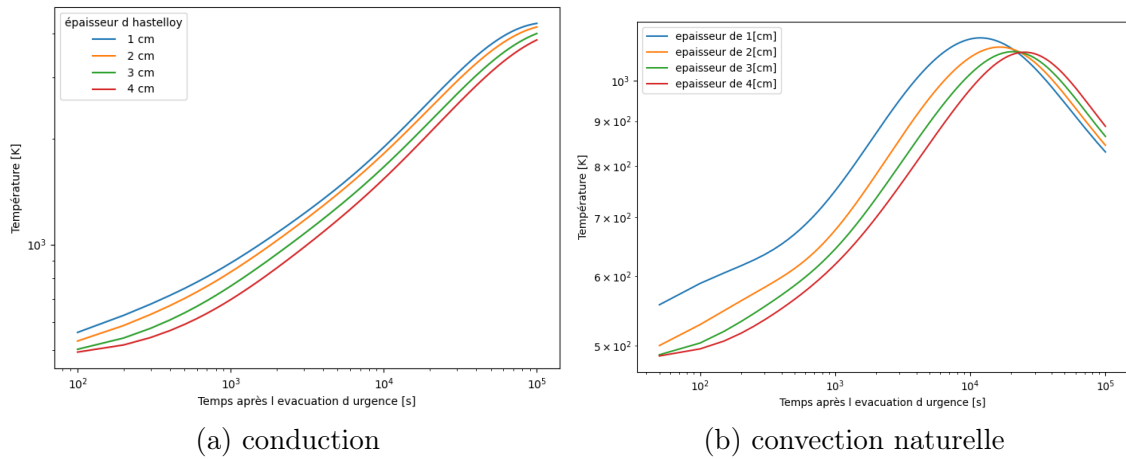 épaisseur d hastelloy
1 cm
2 cm
3 cm
4 cm
Température [K]
10³
10² 10³ 10⁴ 10⁵
Temps après l evacuation d urgence [s]
(a) conduction
epaisseur de 1[cm]
epaisseur de 2[cm]
epaisseur de 3[cm]
epaisseur de 4[cm]
Température [K]
10³
9 × 10²
8 × 10²
7 × 10²
6 × 10²
5 × 10²
10² 10³ 10⁴ 10⁵
Temps après l evacuation d urgence [s]
(b) convection naturelle